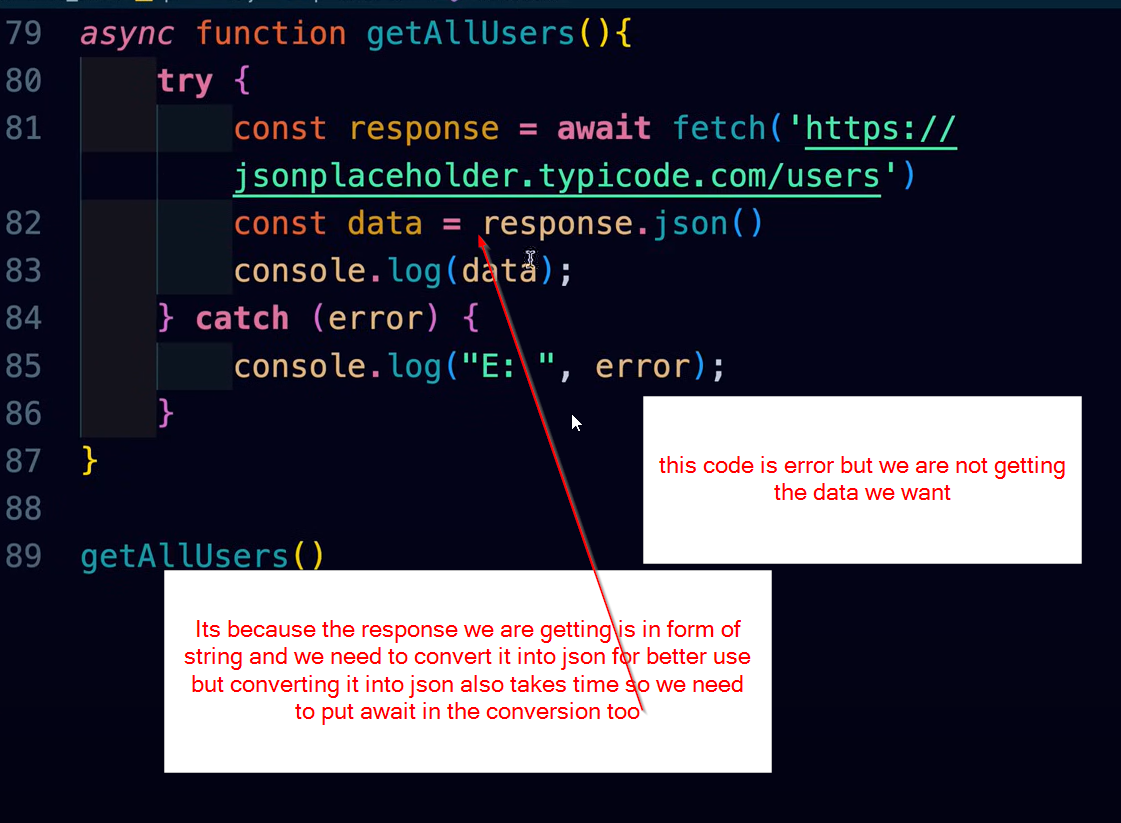 79 async function getAllUsers(){
80 try {
81 const response = await fetch('https://
jsonplaceholder.typicode.com/users')
82 const data = response.json()
83 console.log(data);
84 } catch (error) {
85 console.log("E: ", error);
86 }
87 }
88
89 getAllUsers()
this code is error but we are not getting
the data we want
Its because the response we are getting is in form of
string and we need to convert it into json for better use
but converting it into json also takes time so we need
to put await in the conversion too